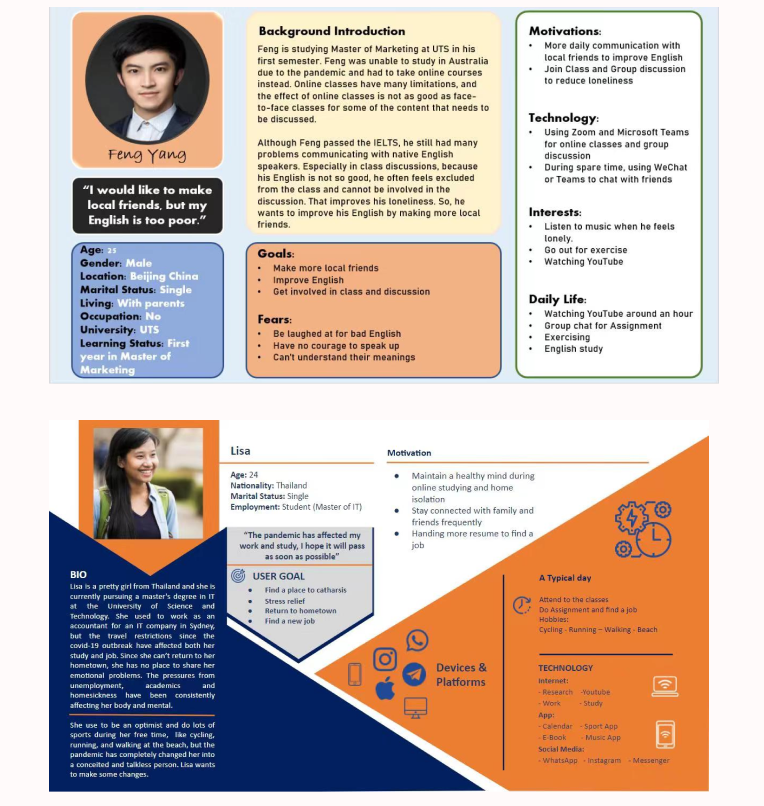 Feng Yang
"I would like to make
local friends, but my
English is too poor."
Age: 25
Gender: Male
Location: Beijing China
Marital Status: Single
Living: With parents
Occupation: No
University: UTS
Learning Status: First
year in Master of
Marketing
Background Introduction
Feng is studying Master of Marketing at UTS in his
first semester. Feng was unable to study in Australia
due to the pandemic and had to take online courses
instead. Online classes have many limitations, and
the effect of online classes is not as good as face-
to-face classes for some of the content that needs to
be discussed.
Although Feng passed the IELTS, he still had many
problems communicating with native English
speakers. Especially in class discussions, because
his English is not so good, he often feels excluded
from the class and cannot be involved in the
discussion. That improves his loneliness. So, he
wants to improve his English by making more local
friends.
Goals:
• Make more local friends
• Improve English
• Get involved in class and discussion
Fears:
• Be laughed at for bad English
• Have no courage to speak up
• Can't understand their meanings
Motivations:
• More daily communication with
local friends to improve English
• Join Class and Group discussion
to reduce loneliness
Technology:
• Using Zoom and Microsoft Teams
for online classes and group
discussion
• During spare time, using WeChat
or Teams to chat with friends
Interests:
• Listen to music when he feels
lonely.
• Go out for exercise
• Watching YouTube
Daily Life:
• Watching YouTube around an hour
• Group chat for Assignment
• Exercising
• English study
Lisa
Age: 24
Nationality: Thailand
Marital Status: Single
Employment: Student (Master of IT)
"The pandemic has affected my
work and study, I hope it will pass
as soon as possible"
USER GOAL
• Find a place to catharsis
• Stress relief
• Return to hometown
• Find a new job
BIO
Lisa is a pretty girl from Thailand and she is
currently pursuing a master's degree in IT
at the University of Science and
Technology. She used to work as an
accountant for an IT company in Sydney,
but the travel restrictions since the
covid-19 outbreak have affected both her
study and job. Since she can't return to her
hometown, she has no place to share her
emotional problems. The pressures from
unemployment, academics and
homesickness have been consistently
affecting her body and mental.
She use to be an optimist and do lots of
sports during her free time, like cycling,
running, and walking at the beach, but the
pandemic has completely changed her into
a conceited and talkless person. Lisa wants
to make some changes.
Motivation
• Maintain a healthy mind during
online studying and home
isolation
• Stay connected with family and
friends frequently
• Handing more resume to find a
job
Devices &
Platforms
A Typical day
Attend to the classes
Do Assignment and find a job
Hobbies:
Cycling - Running – Walking - Beach
TECHNOLOGY
Internet:
- Research -Youtube
- Work - Study
App:
- Calendar - Sport App
- E-Book - Music App
Social Media:
- WhatsApp - Instagram - Messenger